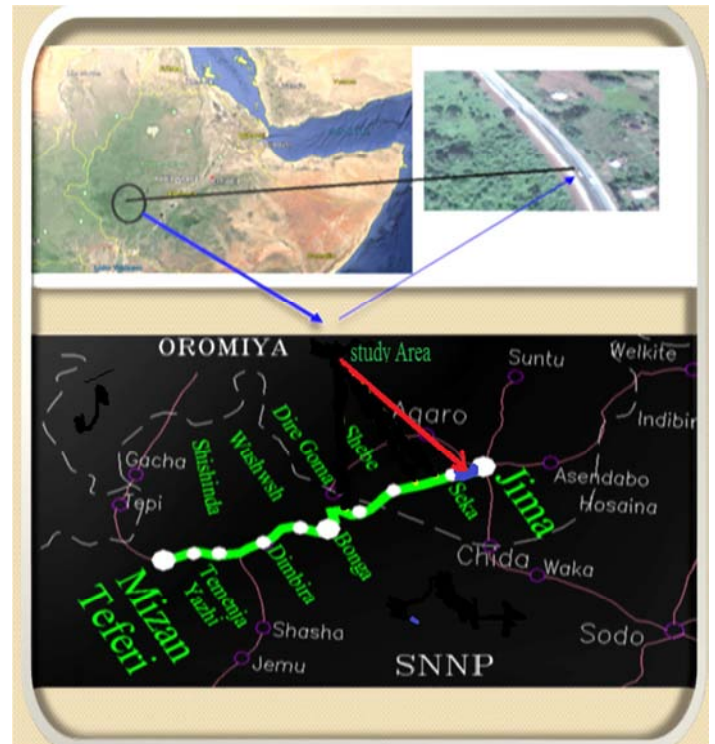 OROMIYA
study Area
Suntu
Welkite
Agaro
Indibir
Dire Goma
Shebe
Gacha
Shishinda
Wushwsh
Seka
Jima
Asendabo
Hosaina
Tepi
Bonga
Chida
Waka
Dimbira
Temenja
Yazhi
Mizan
Teferi
Shasha
Sodo
Jemu
SNNP